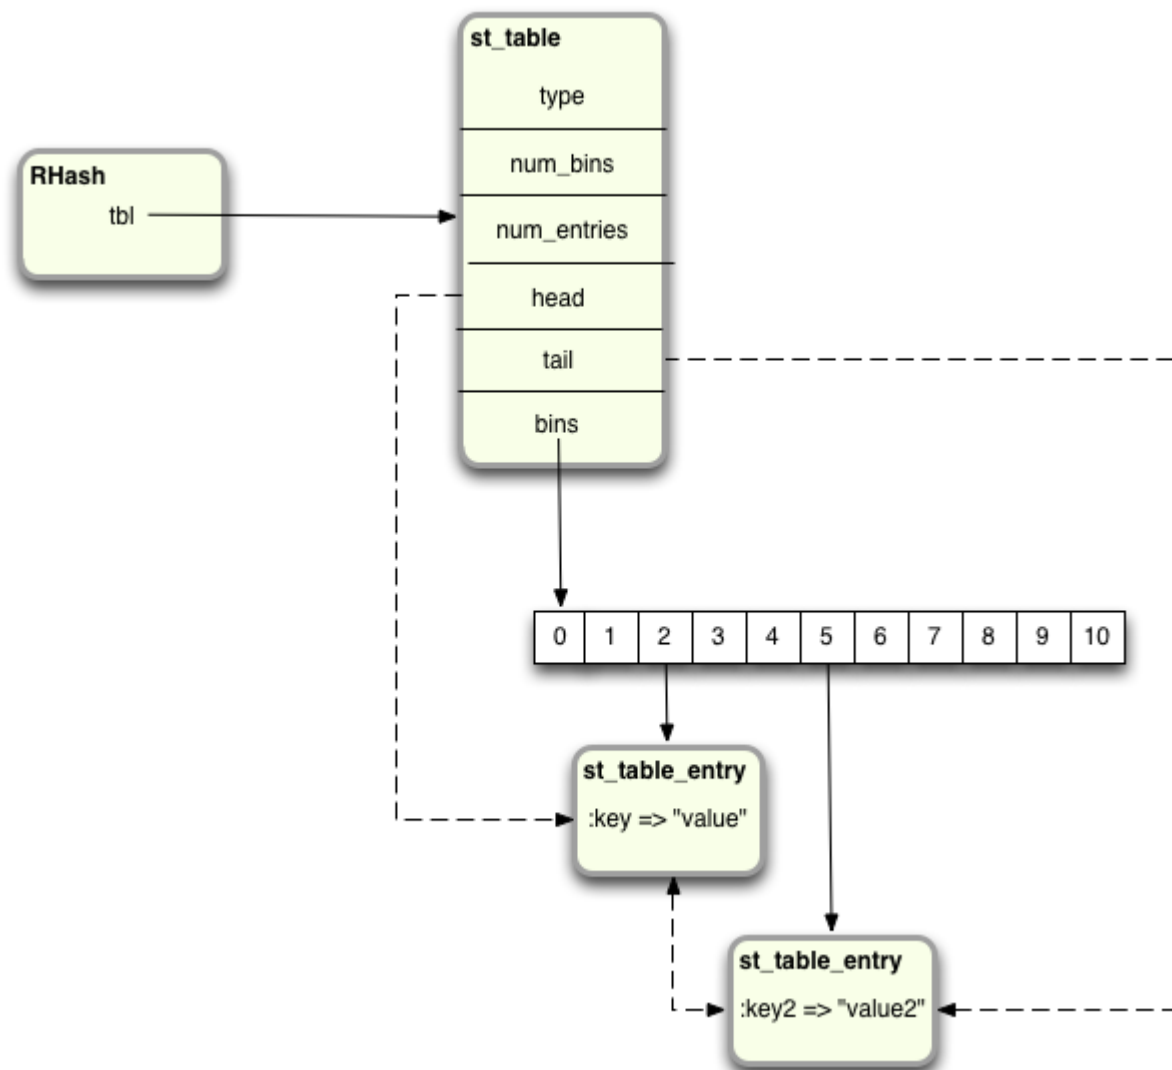 st_table
type
num_bins
num_entries
head
tail
bins
RHash
tbl
0 1 2 3 4 5 6 7 8 9 10
st_table_entry
:key => "value"
st_table_entry
:key2 => "value2"